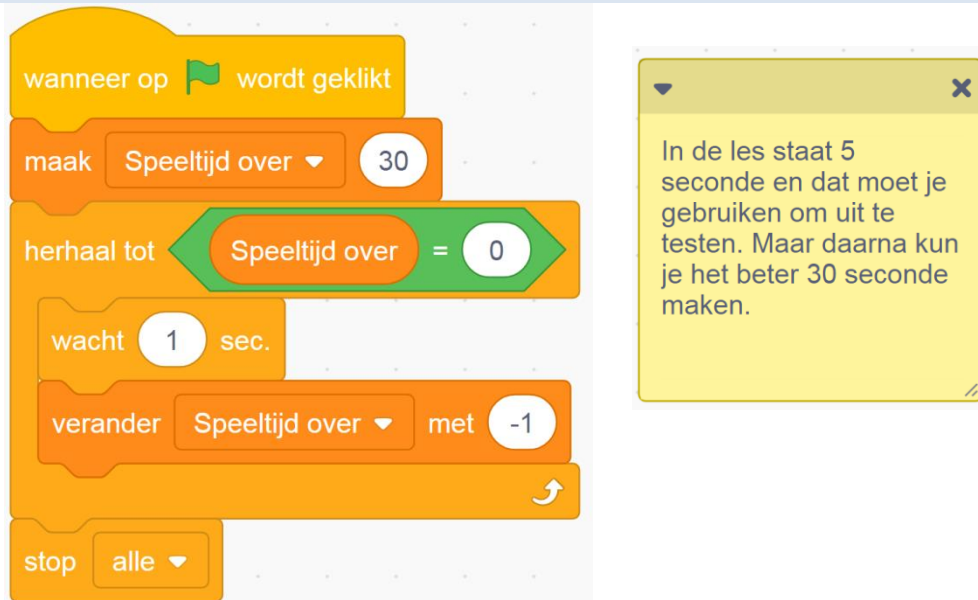 wanneer op wordt geklikt
maak Speeltijd over 30
herhaal tot Speeltijd over = 0
wacht 1 sec.
verander Speeltijd over met -1
stop alle
In de les staat 5
seconde en dat moet je
gebruiken om uit te
testen. Maar daarna kun
je het beter 30 seconde
maken.